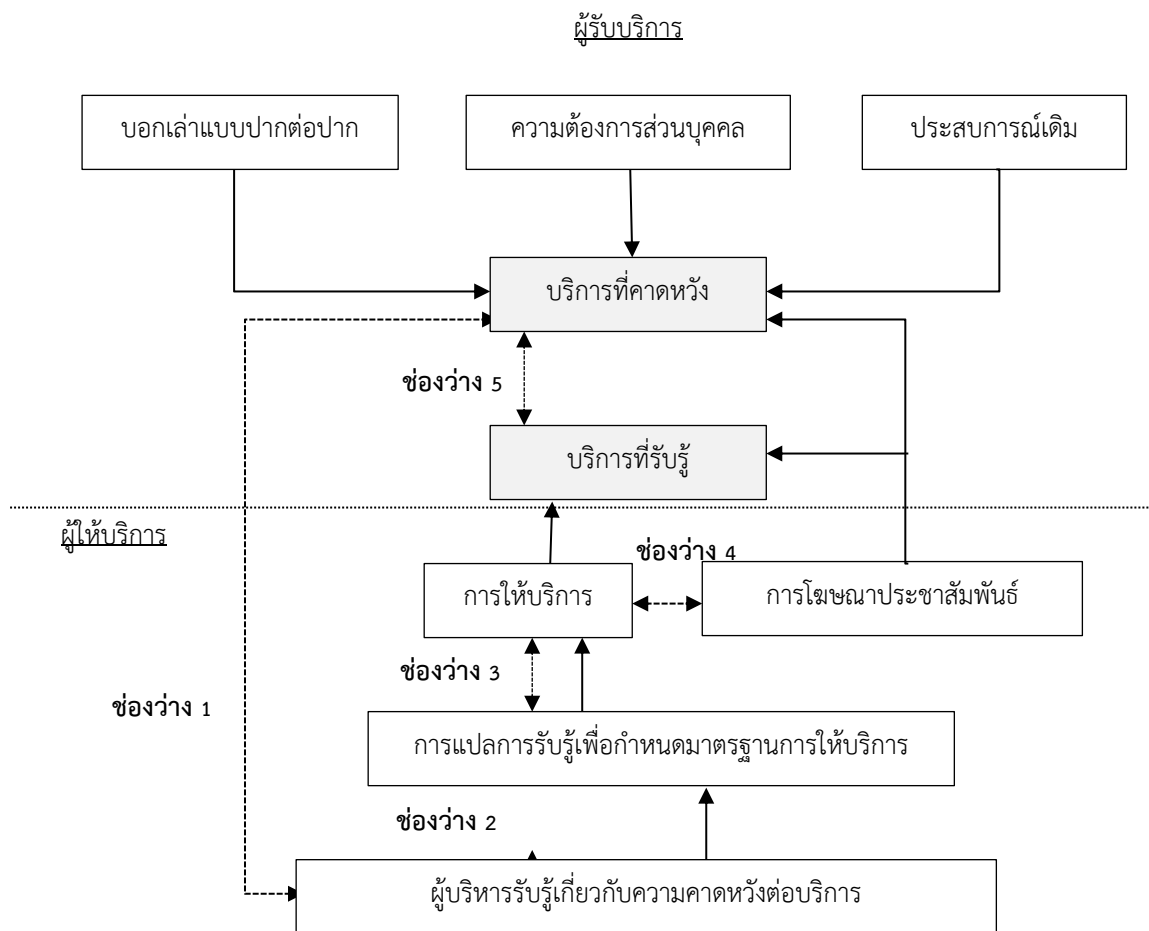 ผู้รับบริการ
บอกเล่าแบบปากต่อปาก
ความต้องการส่วนบุคคล
ประสบการณ์เดิม
บริการที่คาดหวัง
ช่องว่าง 5
บริการที่รับรู้
ผู้ให้บริการ
ช่องว่าง 4
การให้บริการ
การโฆษณาประชาสัมพันธ์
ช่องว่าง 3
ช่องว่าง 1
การแปลการรับรู้เพื่อกำหนดมาตรฐานการให้บริการ
ช่องว่าง 2
ผู้บริหารรับรู้เกี่ยวกับความคาดหวังต่อบริการ